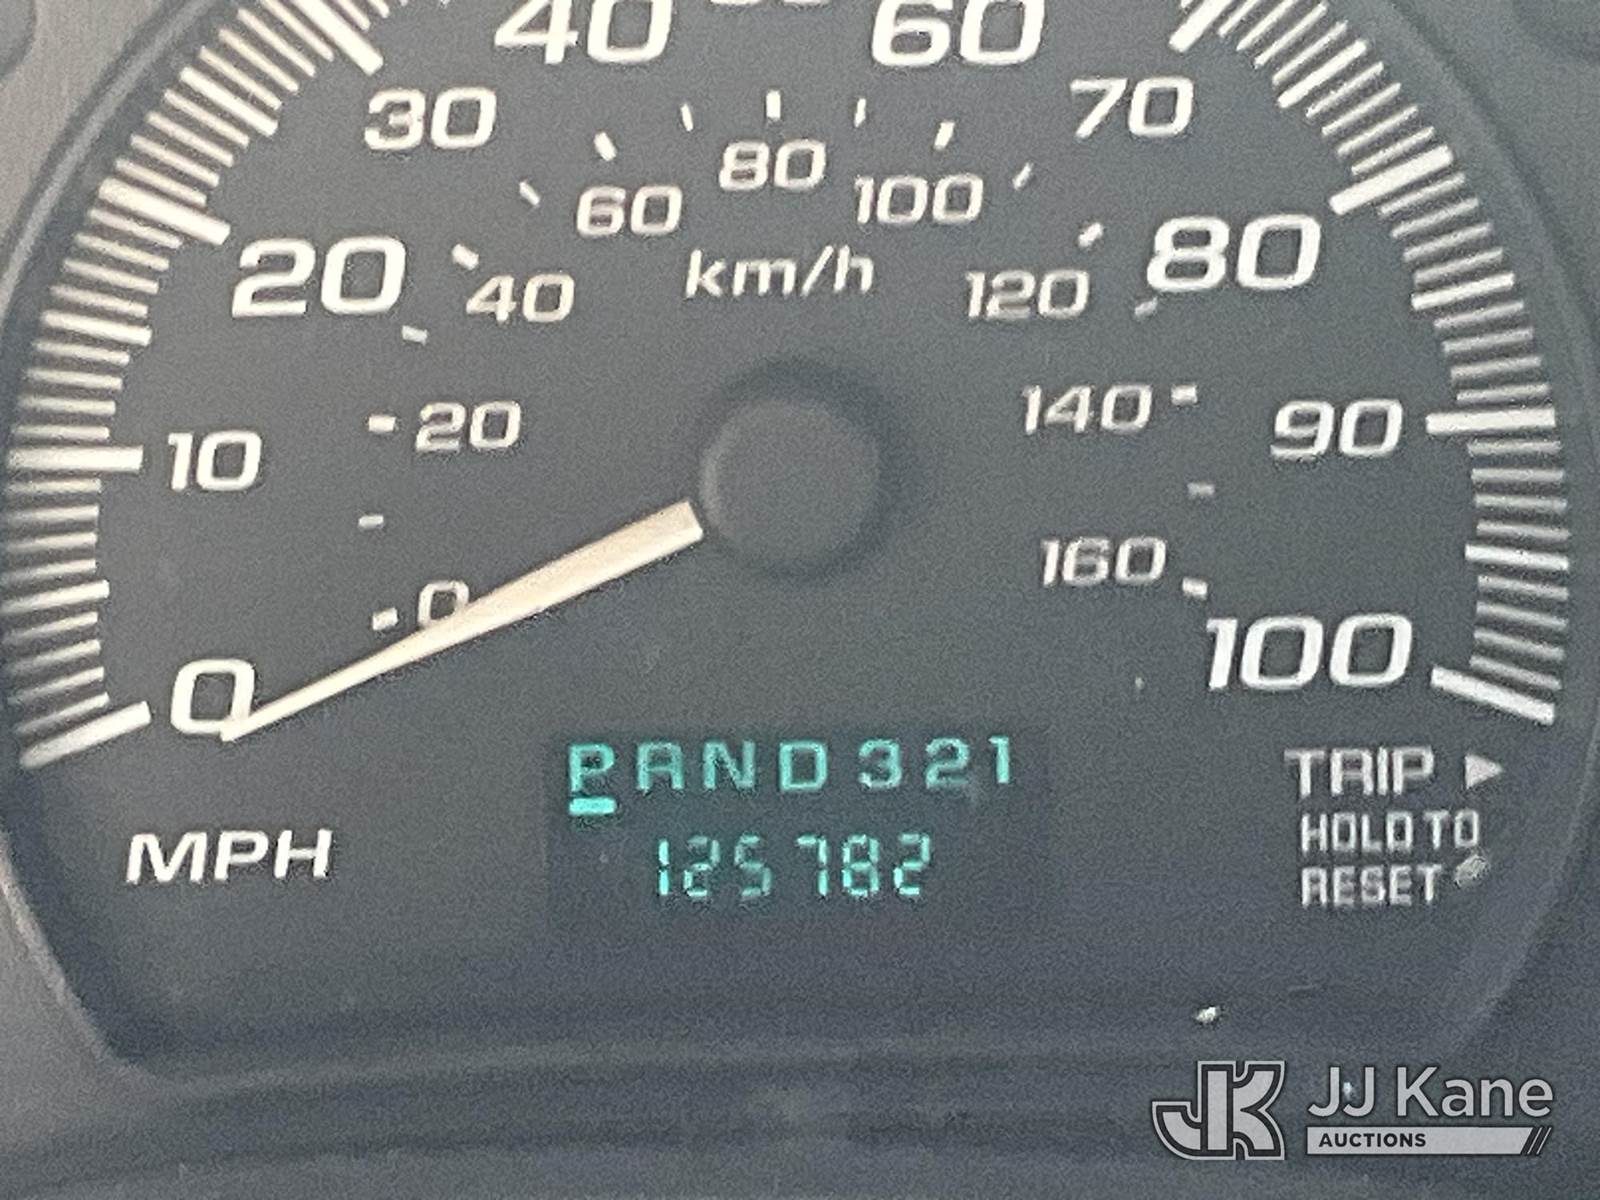 40 60
30 70
60 80 100
20 40 km/h 120 80
10 20 140 90
0 160
0 100
PRND321
TRIP
MPH 125782 HOLD TO
RESET
JK JJ Kane
AUCTIONS